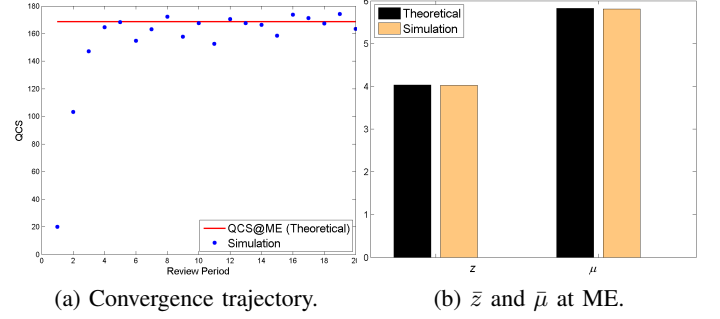 180
160
140
120
100
80
60
40
20
0
QCS
0 2 4 6 8 10 12 14 16 18 20
Review Period
QCS@ME (Theoretical)
Simulation
(a) Convergence trajectory.
6
5
4
3
2
1
0
Theoretical
Simulation
z μ
(b) z̄ and μ̄ at ME.